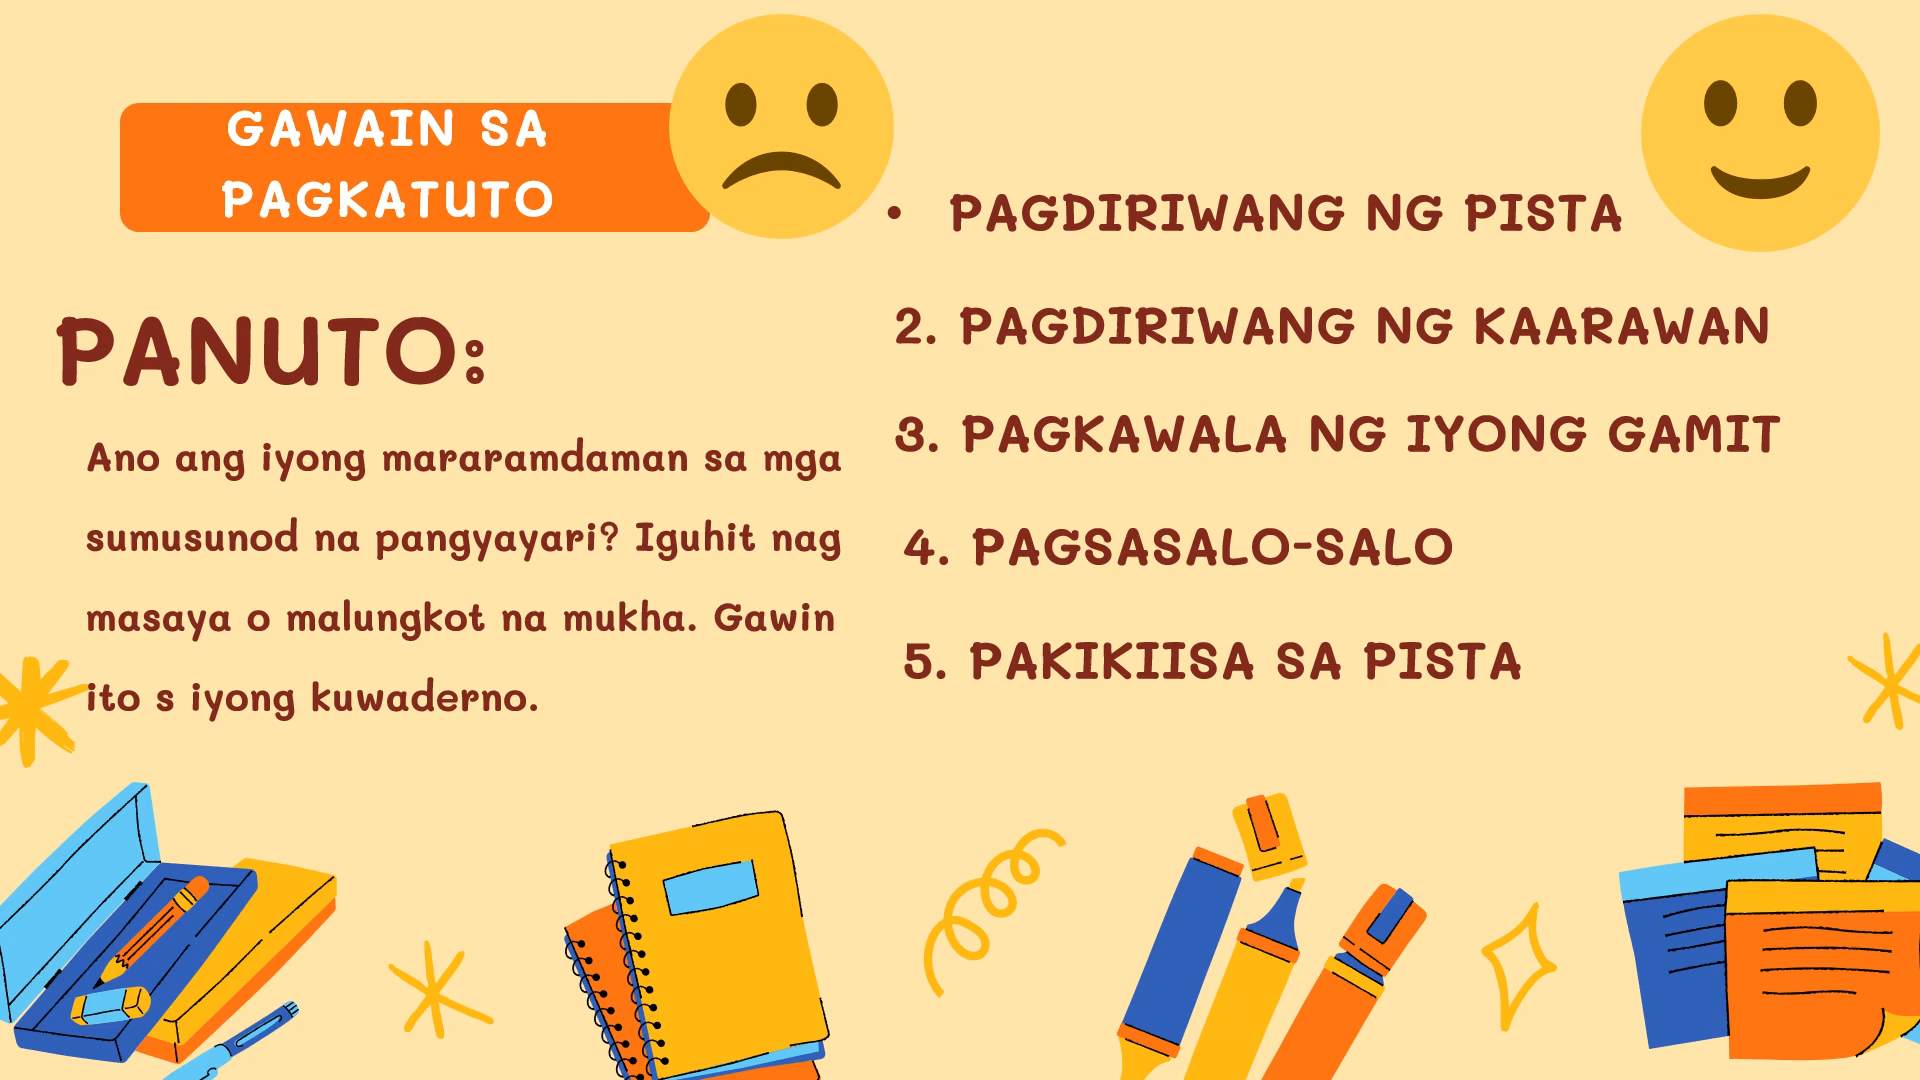 GAWAIN SA
PAGKATUTO
PANUTO:
Ano ang iyong mararamdaman sa mga
sumusunod na pangyayari? Iguhit nag
masaya o malungkot na mukha. Gawin
ito s iyong kuwaderno.
• PAGDIRIWANG NG PISTA
2. PAGDIRIWANG NG KAARAWAN
3. PAGKAWALA NG IYONG GAMIT
4. PAGSASALO-SALO
5. PAKIKIISA SA PISTA